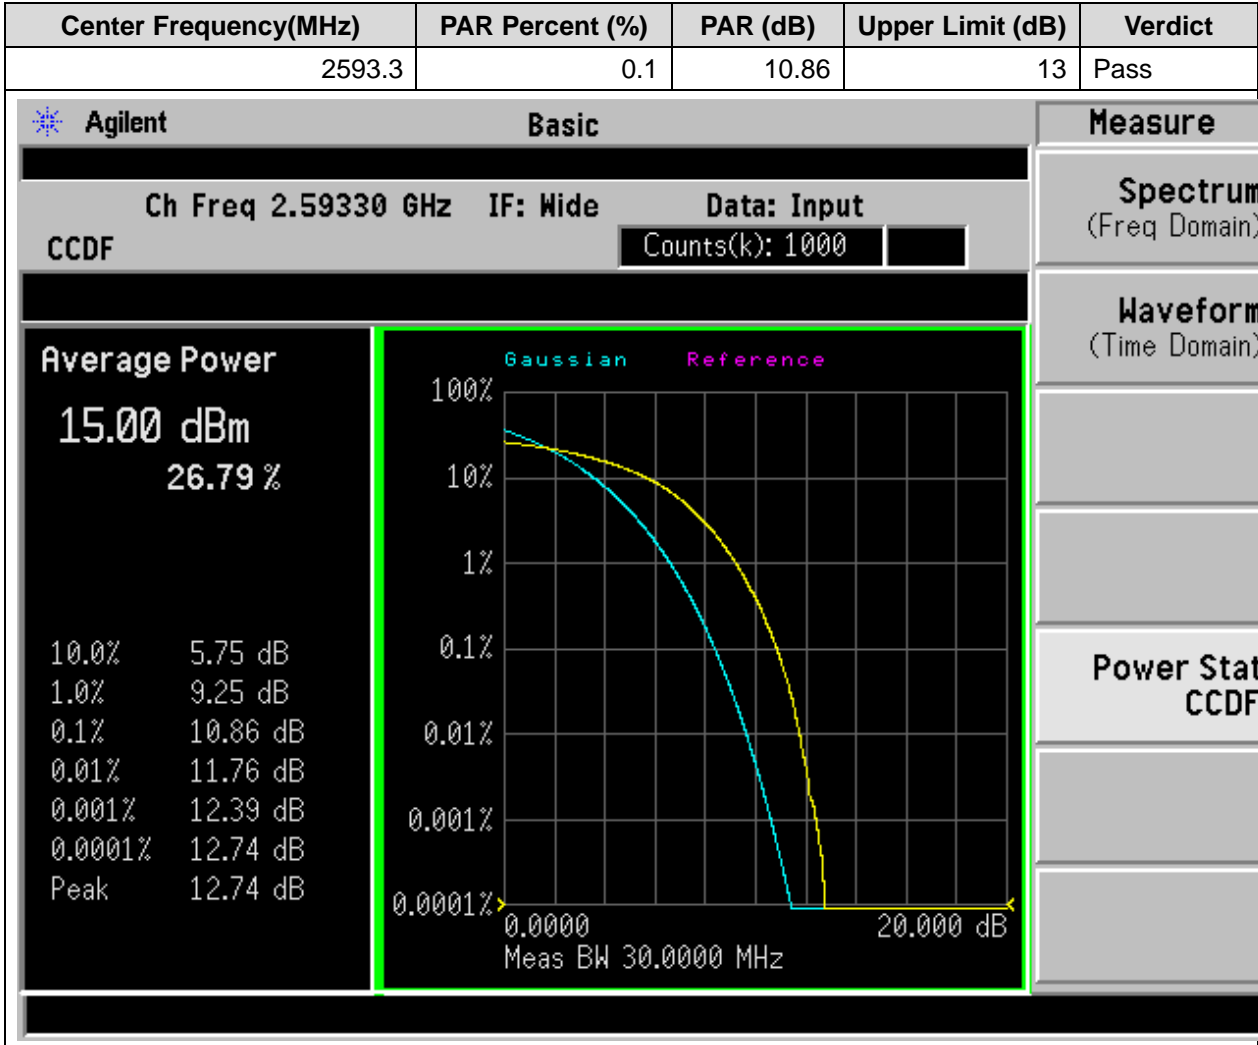 Center Frequency(MHz) PAR Percent (%) PAR (dB) Upper Limit (dB) Verdict
2593.3 0.1 10.86 13 Pass
Agilent Basic Measure
Ch Freq 2.59330 GHz IF: Wide Data: Input
CCDF Counts(k): 1000
Spectrum
(Freq Domain)
Waveform
(Time Domain)
Power Stat
CCDF
Average Power
15.00 dBm
26.79 %
10.0% 5.75 dB
1.0% 9.25 dB
0.1% 10.86 dB
0.01% 11.76 dB
0.001% 12.39 dB
0.0001% 12.74 dB
Peak 12.74 dB
Gaussian Reference
100%
10%
1%
0.1%
0.01%
0.001%
0.0001%
0.0000 20.000 dB
Meas BW 30.0000 MHz